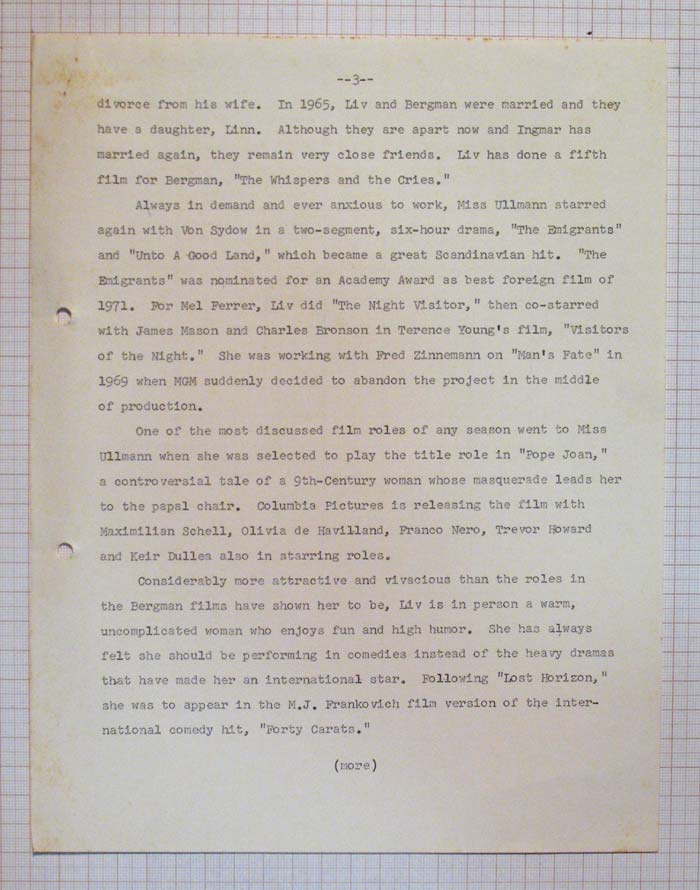 --3--
divorce from his wife. In 1965, Liv and Bergman were married and they
have a daughter, Linn. Although they are apart now and Ingmar has
married again, they remain very close friends. Liv has done a fifth
film for Bergman, "The Whispers and the Cries."
Always in demand and ever anxious to work, Miss Ullmann starred
again with Von Sydow in a two-segment, six-hour drama, "The Emigrants"
and "Unto A Good Land," which became a great Scandinavian hit. "The
Emigrants" was nominated for an Academy Award as best foreign film of
1971. For Mel Ferrer, Liv did "The Night Visitor," then co-starred
with James Mason and Charles Bronson in Terence Young's film, "Visitors
of the Night." She was working with Fred Zinnemann on "Man's Fate" in
1969 when MGM suddenly decided to abandon the project in the middle
of production.
One of the most discussed film roles of any season went to Miss
Ullmann when she was selected to play the title role in "Pope Joan,"
a controversial tale of a 9th-Century woman whose masquerade leads her
to the papal chair. Columbia Pictures is releasing the film with
Maximilian Schell, Olivia de Havilland, Franco Nero, Trevor Howard
and Keir Dullea also in starring roles.
Considerably more attractive and vivacious than the roles in
the Bergman films have shown her to be, Liv is in person a warm,
uncomplicated woman who enjoys fun and high humor. She has always
felt she should be performing in comedies instead of the heavy dramas
that have made her an international star. Following "Lost Horizon,"
she was to appear in the M.J. Frankovich film version of the inter-
national comedy hit, "Forty Carats."
(more)